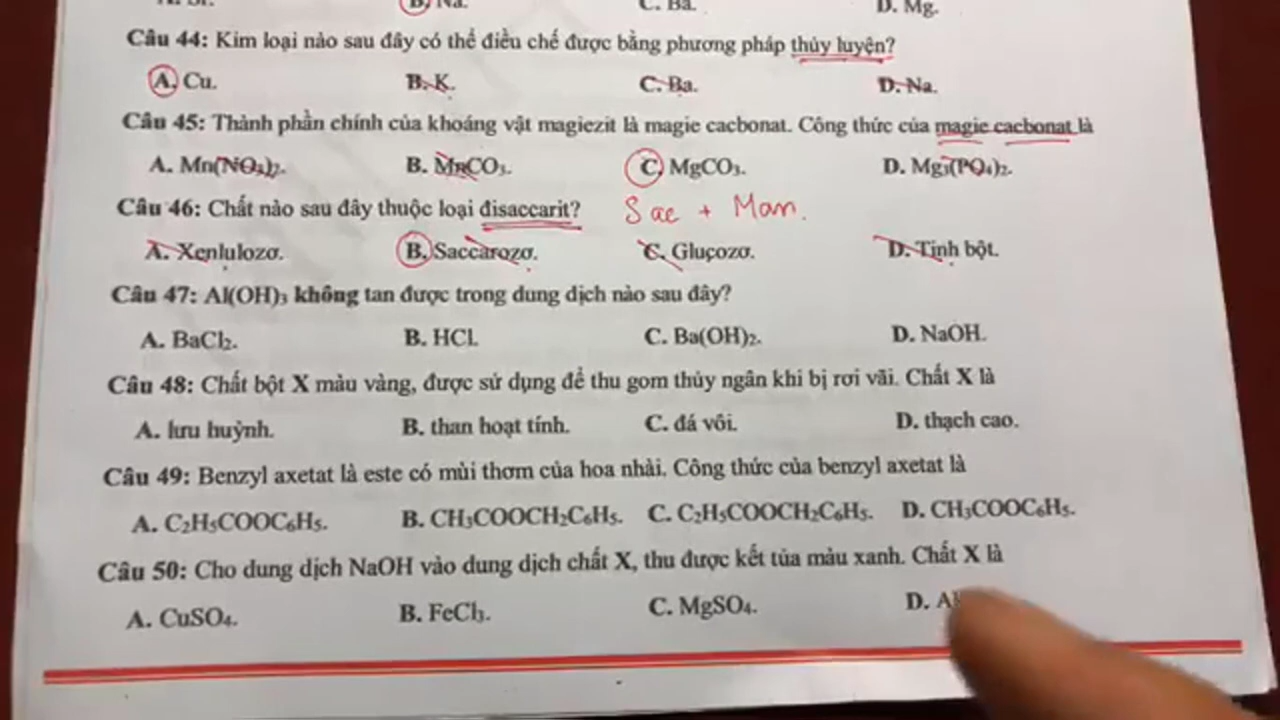 B. Na. C. Ba. D. Mg.
Câu 44: Kim loại nào sau đây có thể điều chế được bằng phương pháp thủy luyện?
A. Cu. B. K. C. Ba. D. Na.
Câu 45: Thành phần chính của khoáng vật magiezit là magie cacbonat. Công thức của magie cacbonat là
A. Mn(NO₃)₂. B. MnCO₃. C. MgCO₃. D. Mg₃(PO₄)₂.
Câu 46: Chất nào sau đây thuộc loại đisaccarit? Sac + Man.
A. Xenlulozơ. B. Saccarozơ. C. Glucozơ. D. Tinh bột.
Câu 47: Al(OH)₃ không tan được trong dung dịch nào sau đây?
A. BaCl₂. B. HCl. C. Ba(OH)₂. D. NaOH.
Câu 48: Chất bột X màu vàng, được sử dụng để thu gom thủy ngân khi bị rơi vãi. Chất X là
A. lưu huỳnh. B. than hoạt tính. C. đá vôi. D. thạch cao.
Câu 49: Benzyl axetat là este có mùi thơm của hoa nhài. Công thức của benzyl axetat là
A. C₂H₅COOC₆H₅. B. CH₃COOCH₂C₆H₅. C. C₂H₅COOCH₂C₆H₅. D. CH₃COOC₆H₅.
Câu 50: Cho dung dịch NaOH vào dung dịch chất X, thu được kết tủa màu xanh. Chất X là
A. CuSO₄. B. FeCl₃. C. MgSO₄. D.